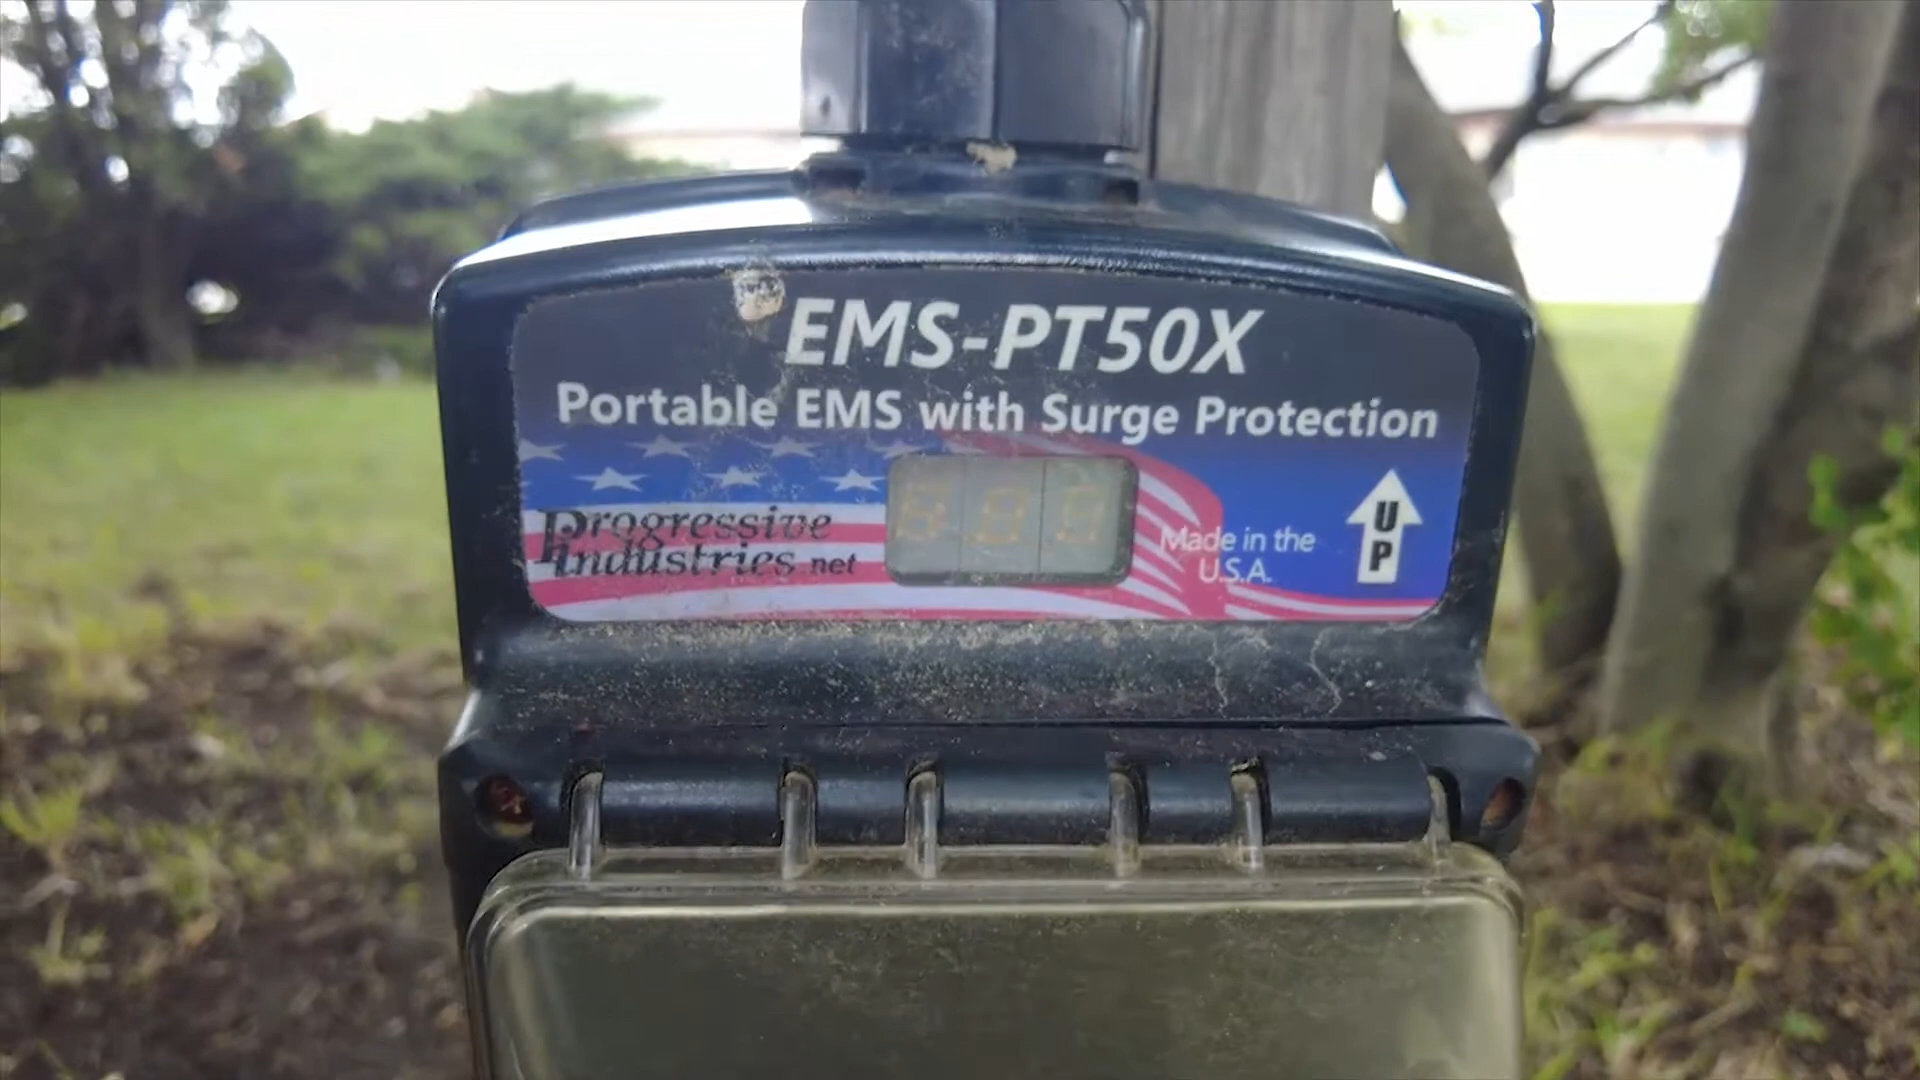 EMS-PT50X
Portable EMS with Surge Protection
Progressive
Industries.net
Made in the
U.S.A.
UP